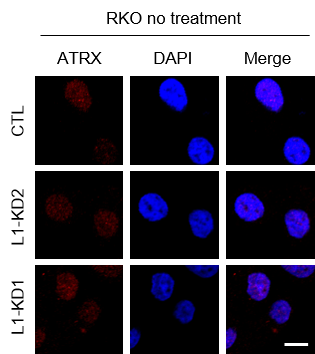 RKO no treatment
ATRX DAPI Merge
CTL
L1-KD2
L1-KD1